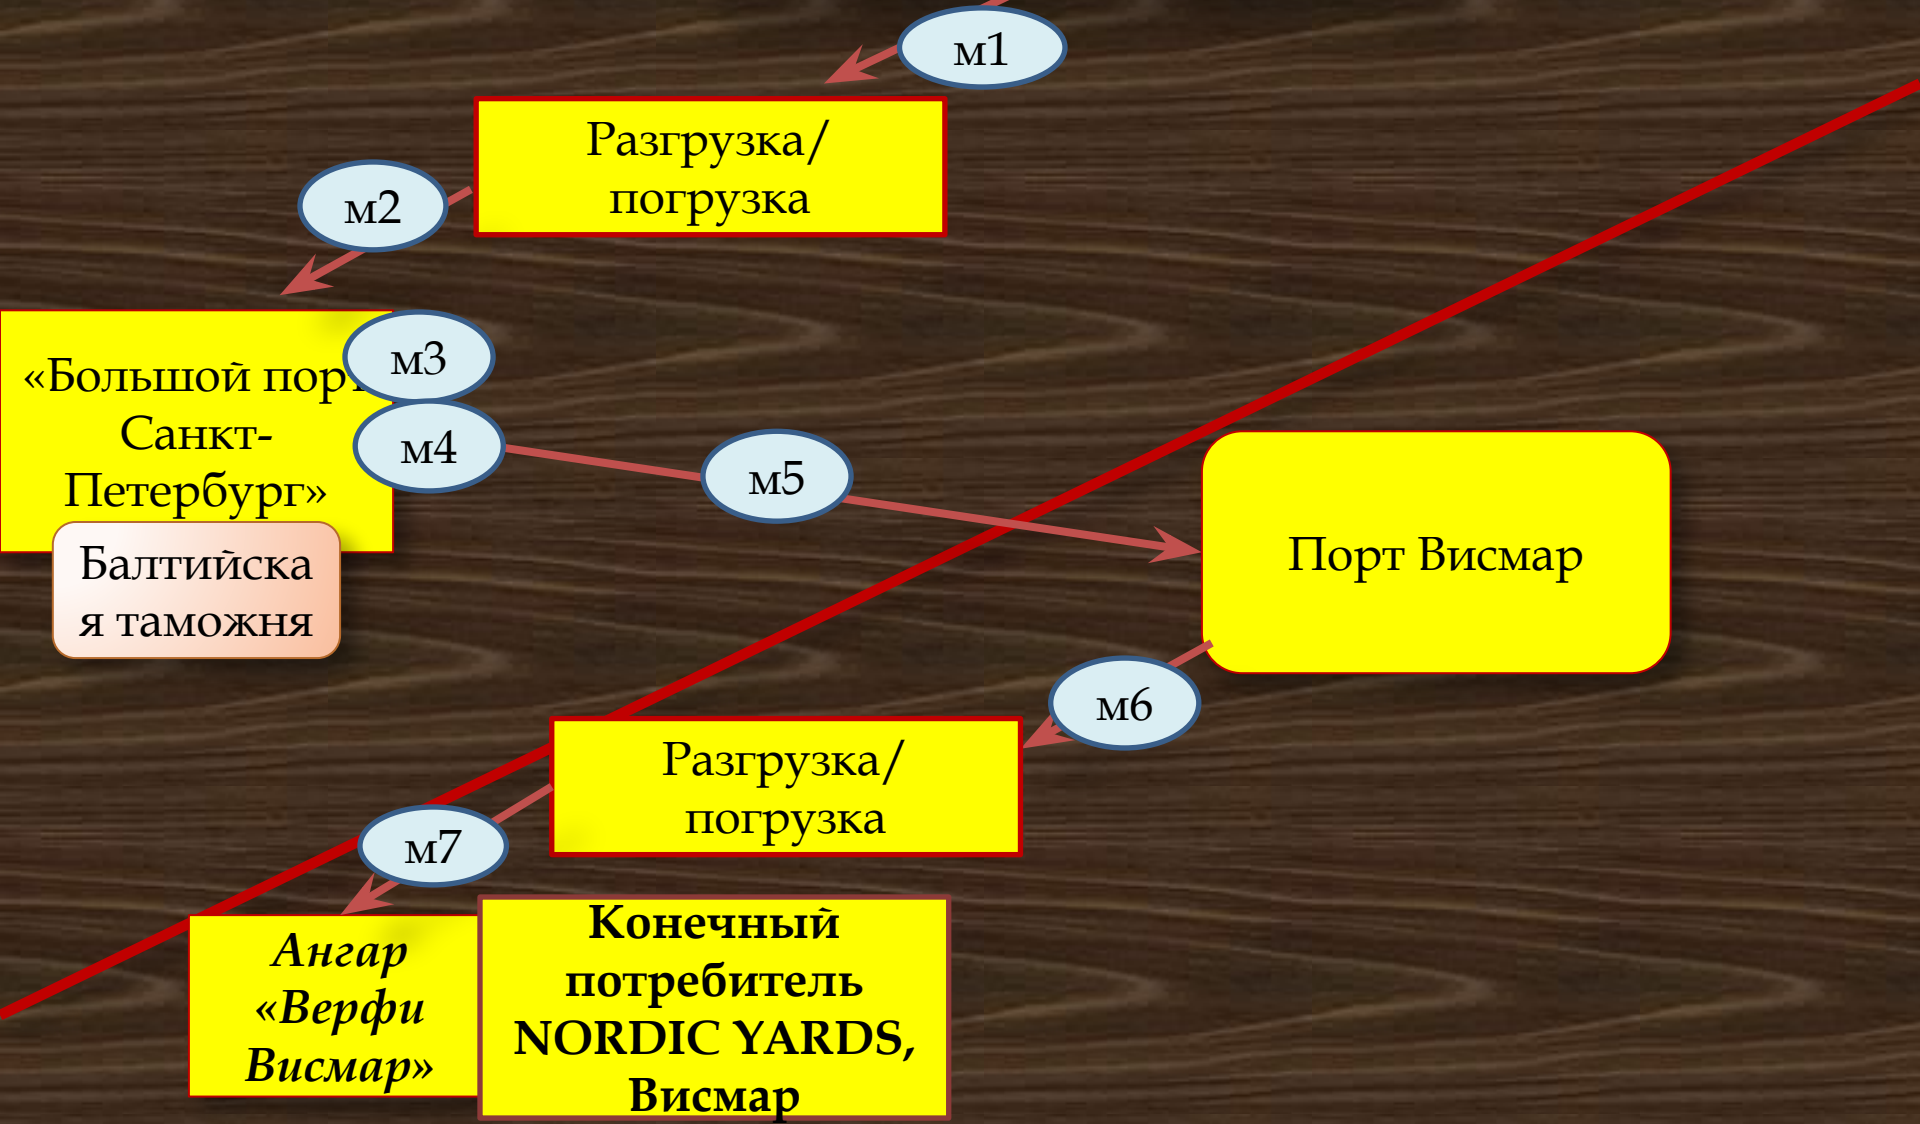 м1
Разгрузка/
погрузка
м2
м3
«Большой порт
Санкт-
Петербург»
м4
м5
Порт Висмар
Балтийска
я таможня
м6
Разгрузка/
погрузка
м7
Ангар
«Верфи
Висмар»
Конечный
потребитель
NORDIC YARDS,
Висмар